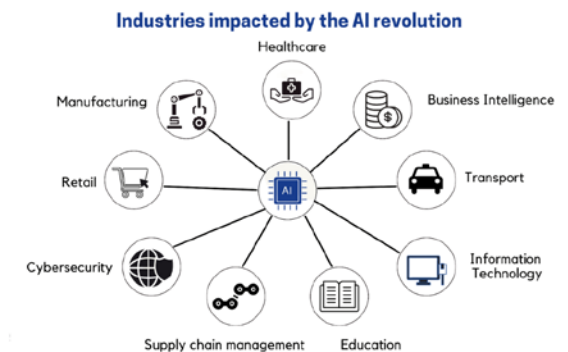 Industries impacted by the AI revolution
Healthcare
Manufacturing
Business Intelligence
$
Retail
AI
Transport
Cybersecurity
Information
Technology
Supply chain management
Education